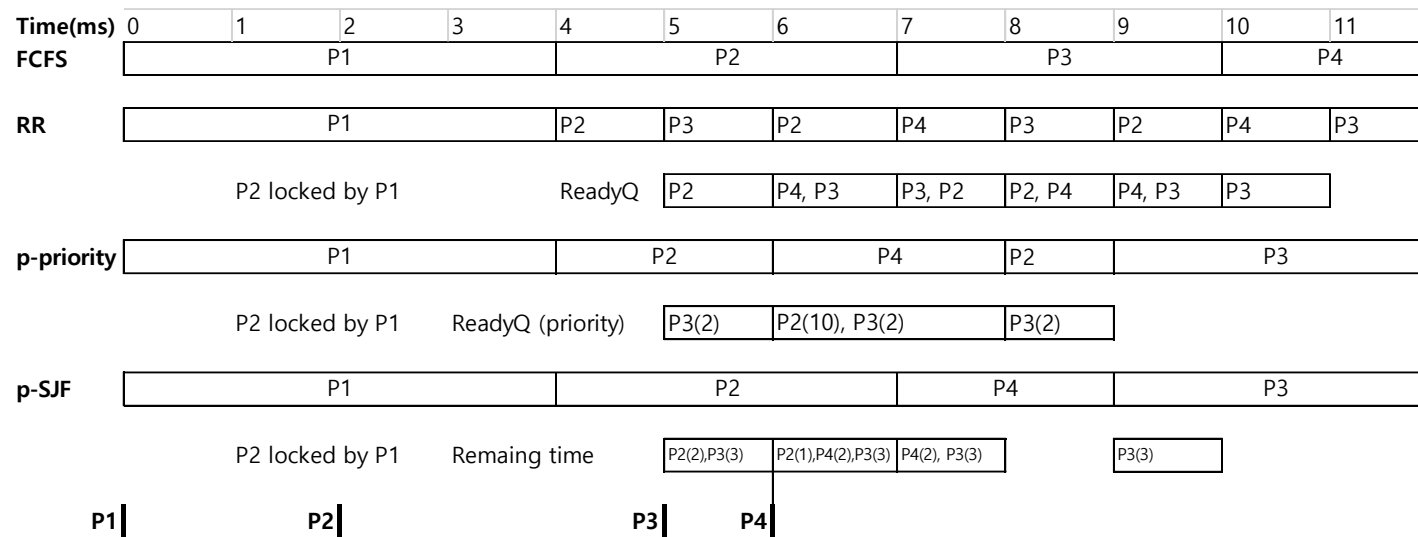 Time(ms) 0 1 2 3 4 5 6 7 8 9 10 11
FCFS P1 P2 P3 P4
RR P1 P2 P3 P2 P4 P3 P2 P4 P3
P2 locked by P1 ReadyQ P2 P4, P3 P3, P2 P2, P4 P4, P3 P3
p-priority P1 P2 P4 P2 P3
P2 locked by P1 ReadyQ (priority) P3(2) P2(10), P3(2) P3(2)
p-SJF P1 P2 P4 P3
P2 locked by P1 Remaing time P2(2),P3(3) P2(1),P4(2),P3(3) P4(2), P3(3) P3(3)
P1 P2 P3 P4